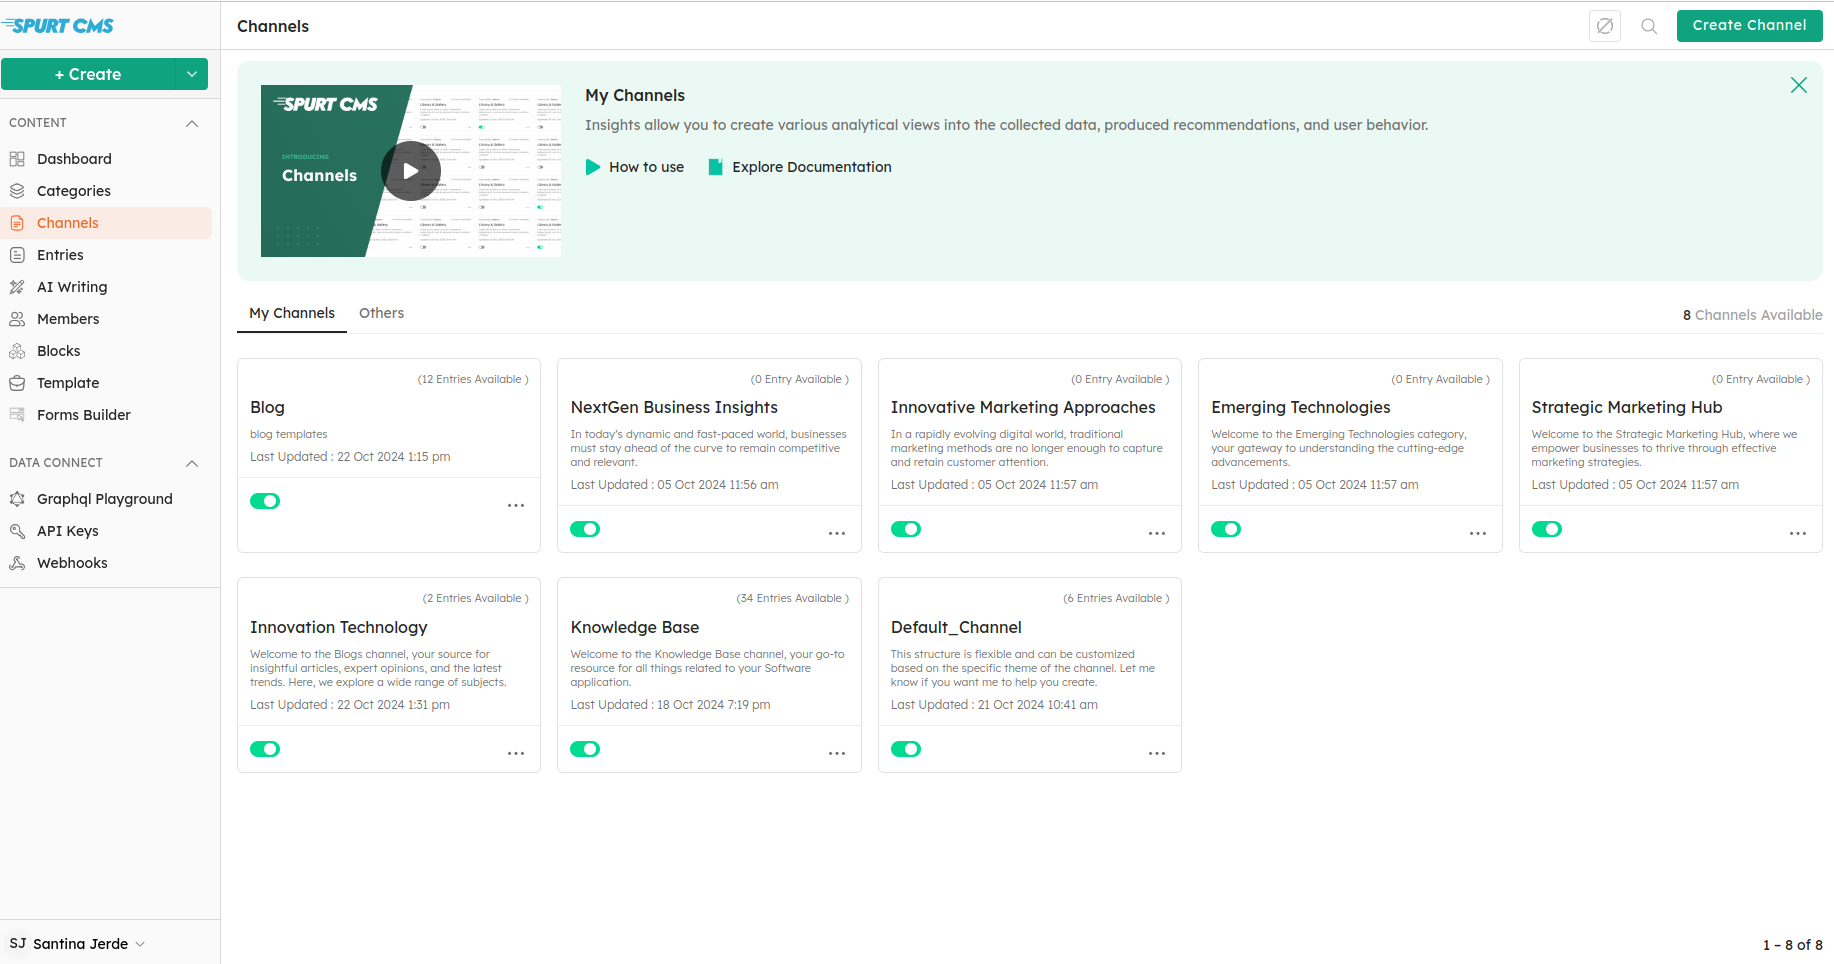 SPURT CMS
Channels
Create Channel
+ Create
CONTENT
Dashboard
Categories
Channels
Entries
AI Writing
Members
Blocks
Template
Forms Builder
DATA CONNECT
Graphql Playground
API Keys
Webhooks
SJ Santina Jerde
SPURT CMS
INTRODUCING
Channels
My Channels
Insights allow you to create various analytical views into the collected data, produced recommendations, and user behavior.
How to use
Explore Documentation
My Channels
Others
8 Channels Available
(12 Entries Available )
Blog
blog templates
Last Updated : 22 Oct 2024 1:15 pm
(0 Entry Available )
NextGen Business Insights
In today's dynamic and fast-paced world, businesses
must stay ahead of the curve to remain competitive
and relevant.
Last Updated : 05 Oct 2024 11:56 am
(0 Entry Available )
Innovative Marketing Approaches
In a rapidly evolving digital world, traditional
marketing methods are no longer enough to capture
and retain customer attention.
Last Updated : 05 Oct 2024 11:57 am
(0 Entry Available )
Emerging Technologies
Welcome to the Emerging Technologies category,
your gateway to understanding the cutting-edge
advancements.
Last Updated : 05 Oct 2024 11:57 am
(0 Entry Available )
Strategic Marketing Hub
Welcome to the Strategic Marketing Hub, where we
empower businesses to thrive through effective
marketing strategies.
Last Updated : 05 Oct 2024 11:57 am
(2 Entries Available )
Innovation Technology
Welcome to the Blogs channel, your source for
insightful articles, expert opinions, and the latest
trends. Here, we explore a wide range of subjects.
Last Updated : 22 Oct 2024 1:31 pm
(34 Entries Available )
Knowledge Base
Welcome to the Knowledge Base channel, your go-to
resource for all things related to your Software
application.
Last Updated : 18 Oct 2024 7:19 pm
(6 Entries Available )
Default_Channel
This structure is flexible and can be customized
based on the specific theme of the channel. Let me
know if you want me to help you create.
Last Updated : 21 Oct 2024 10:41 am
1 – 8 of 8